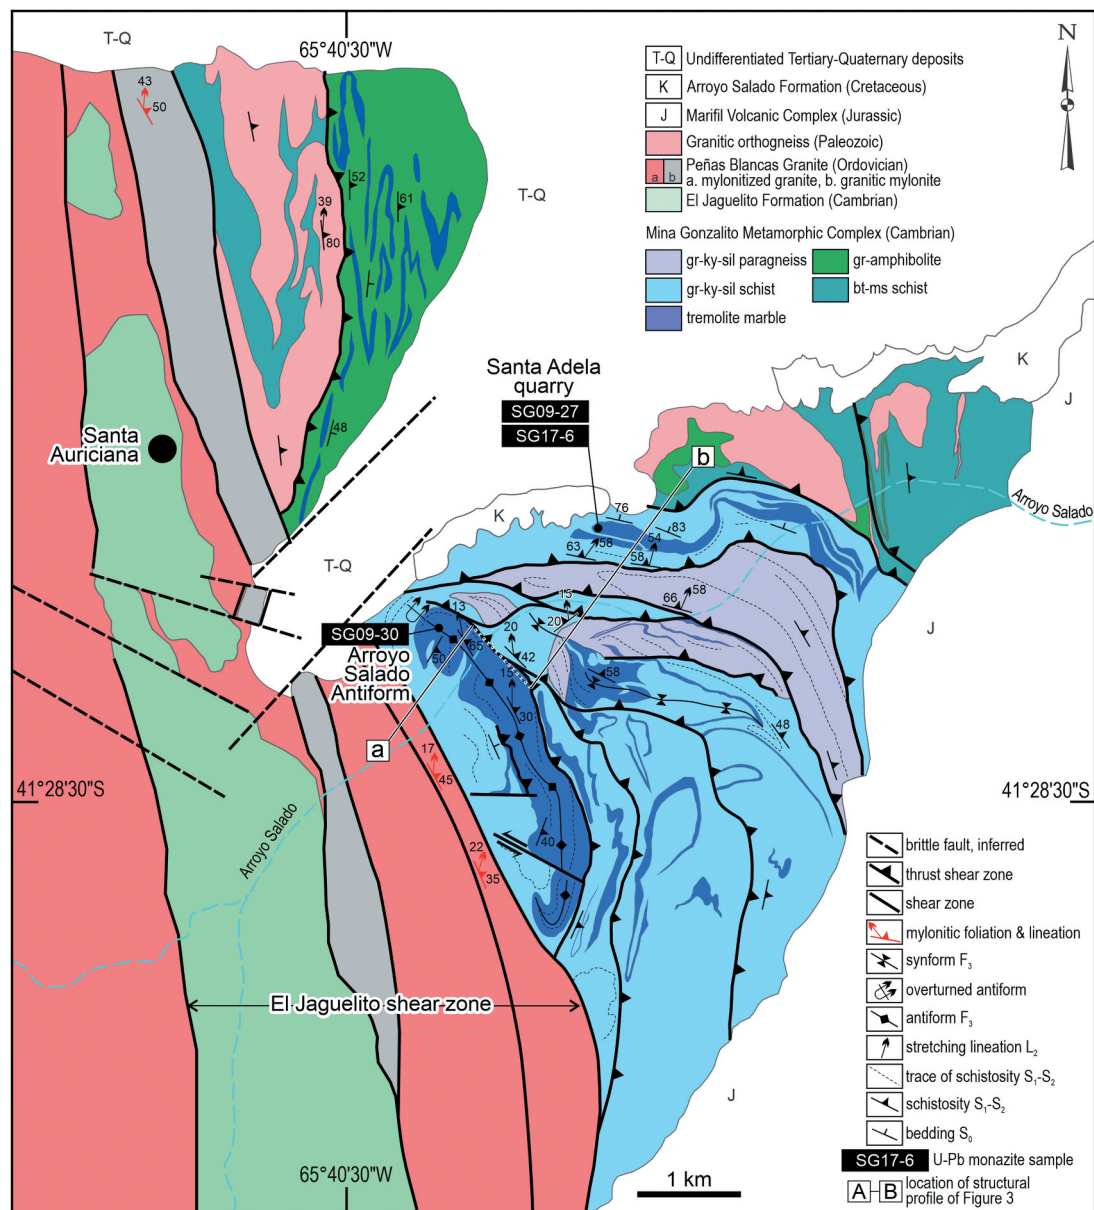 T-Q
65°40'30"W
N
T-Q Undifferentiated Tertiary-Quaternary deposits
K Arroyo Salado Formation (Cretaceous)
J Marifil Volcanic Complex (Jurassic)
Granitic orthogneiss (Paleozoic)
a b Peñas Blancas Granite (Ordovician)
a. mylonitized granite, b. granitic mylonite
El Jaguelito Formation (Cambrian)
Mina Gonzalito Metamorphic Complex (Cambrian)
gr-ky-sil paragneiss
gr-amphibolite
gr-ky-sil schist
bt-ms schist
tremolite marble
43
50
52
61
39
80
48
T-Q
Santa Adela
quarry
SG09-27
SG17-6
b
K
J
Arroyo Salado
Santa
Auriciana
K
76
83
63
58
54
58
T-Q
13
15
66
58
SG09-30
20
20
65
50
42
Arroyo
Salado
Antiform
15
58
30
48
J
a
17
45
41°28'30"S
41°28'30"S
Arroyo Salado
22
35
40
El Jaguelito shear zone
J
65°40'30"W
1 km
brittle fault, inferred
thrust shear zone
shear zone
mylonitic foliation & lineation
synform F3
overturned antiform
antiform F3
stretching lineation L2
trace of schistosity S1-S2
schistosity S1-S2
bedding S0
SG17-6 U-Pb monazite sample
A B location of structural
profile of Figure 3